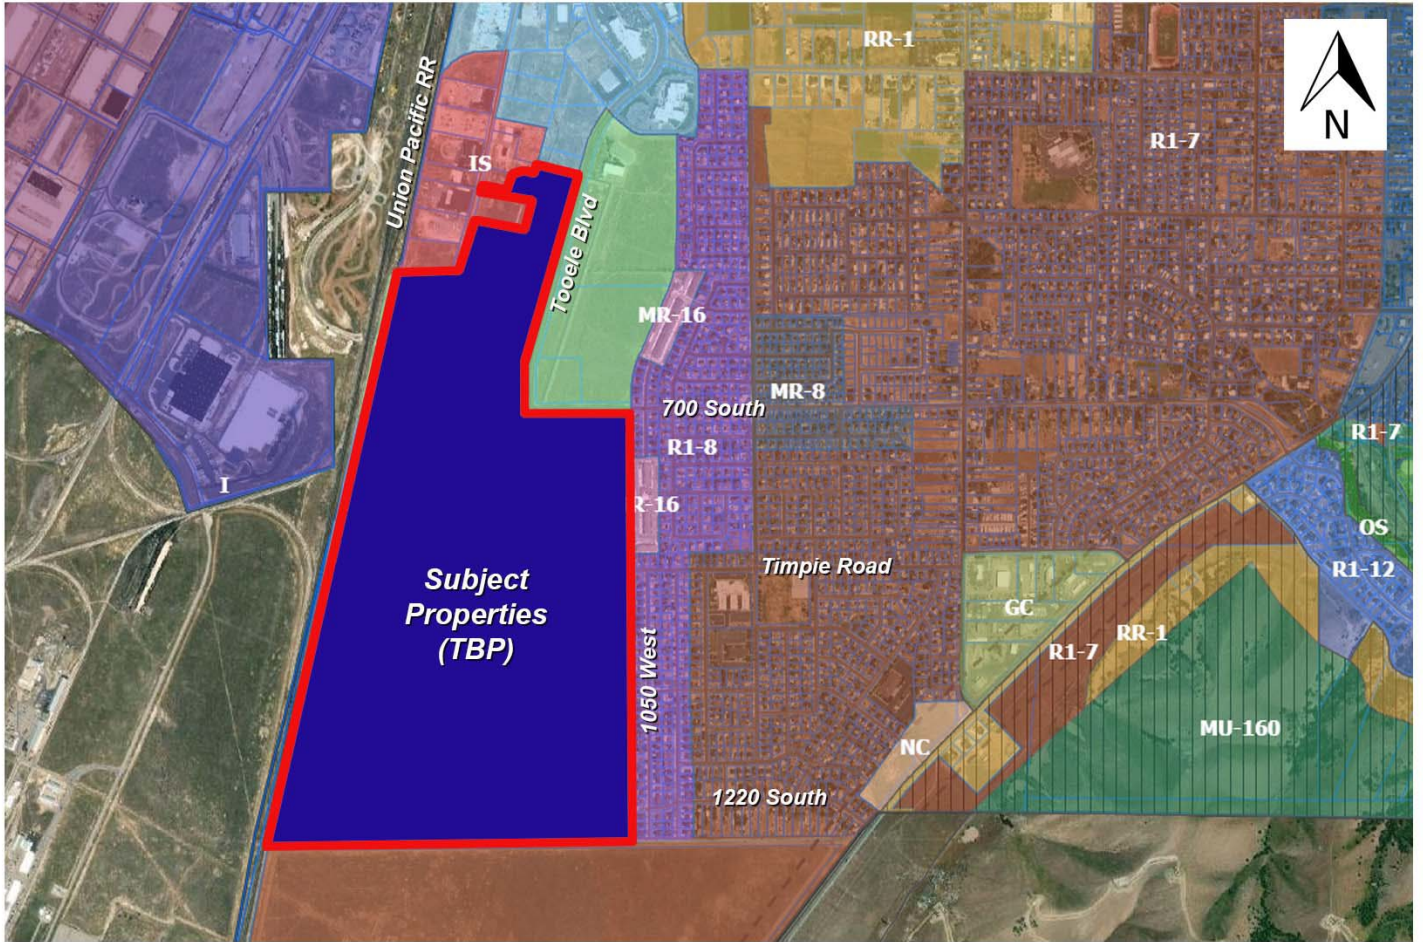 RR-1
Union Pacific RR
N
R1-7
IS
Tooele Blvd
MR-16
MR-8
700 South
R1-8
R1-7
I
R-16
OS
Timpie Road
R1-12
Subject
Properties
(TBP)
GC
RR-1
R1-7
1050 West
MU-160
NC
1220 South